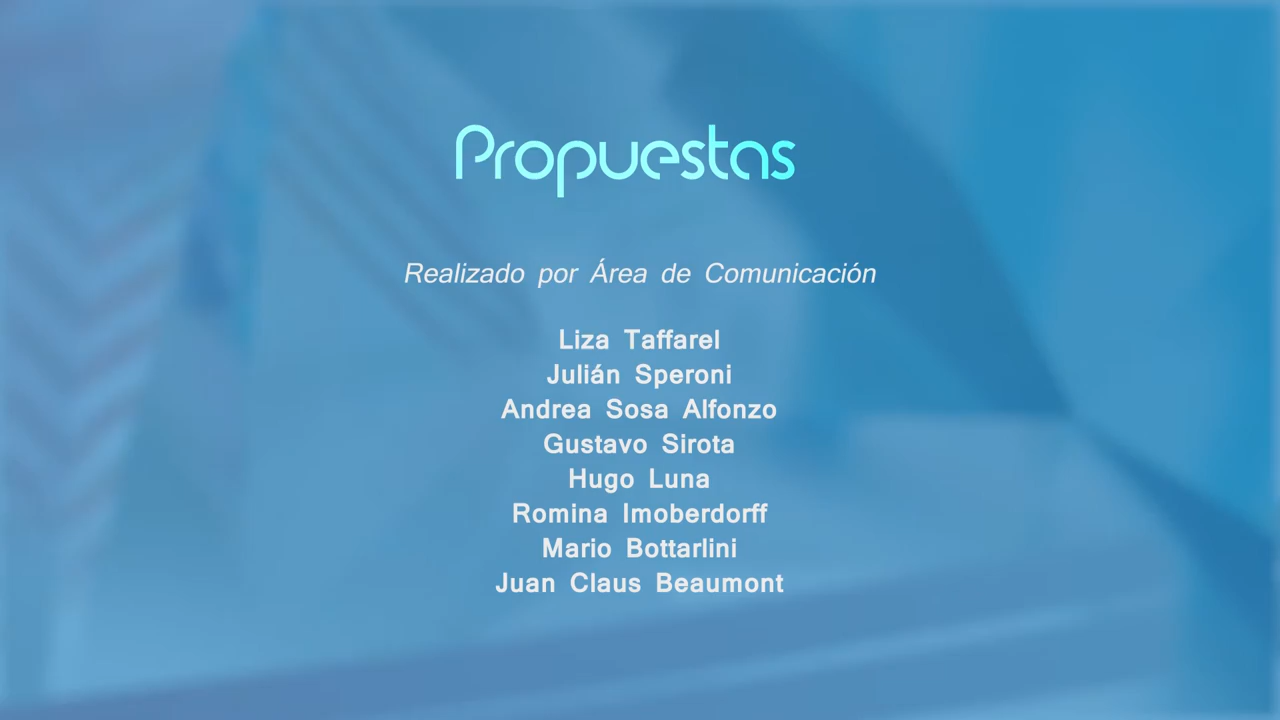 Propuestas
Realizado por Área de Comunicación
Liza Taffarel
Julián Speroni
Andrea Sosa Alfonzo
Gustavo Sirota
Hugo Luna
Romina Imoberdorff
Mario Bottarlini
Juan Claus Beaumont